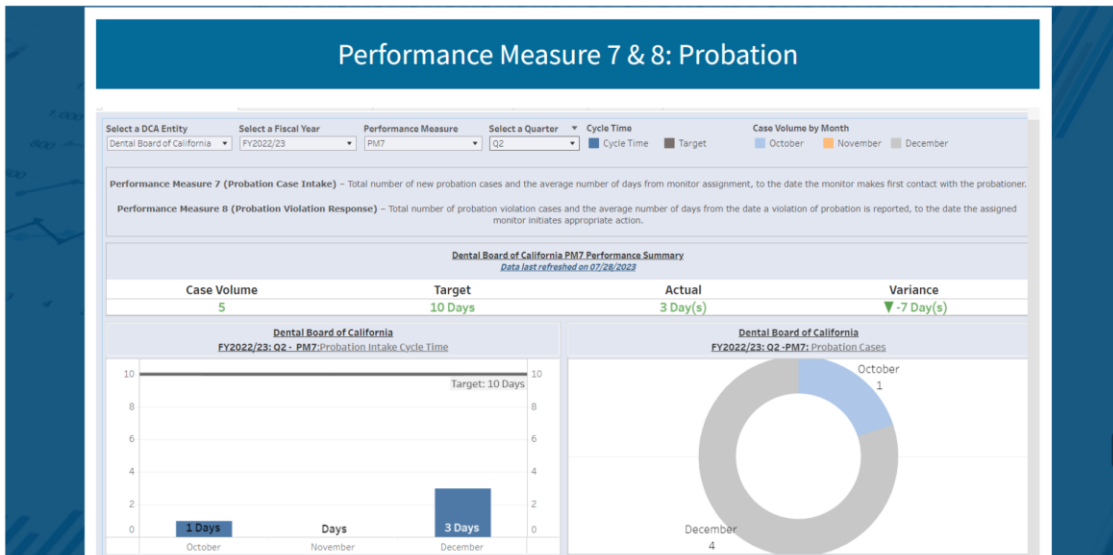 Performance Measure 7 & 8: Probation
Select a DCA Entity
Select a Fiscal Year
Performance Measure
Select a Quarter
Cycle Time
Case Volume by Month
Dental Board of California
FY2022/23
PM7
Q2
Cycle Time
Target
October
November
December
Performance Measure 7 (Probation Case Intake) – Total number of new probation cases and the average number of days from monitor assignment, to the date the monitor makes first contact with the probationer.
Performance Measure 8 (Probation Violation Response) – Total number of probation violation cases and the average number of days from the date a violation of probation is reported, to the date the assigned
monitor initiates appropriate action.
Dental Board of California PM7 Performance Summary
Data last refreshed on 07/28/2023
Case Volume
Target
Actual
Variance
5
10 Days
3 Day(s)
▼ -7 Day(s)
Dental Board of California
FY2022/23: Q2 - PM7:Probation Intake Cycle Time
10
8
6
4
2
0
Target: 10 Days
10
8
6
4
2
0
1 Days
Days
3 Days
October
November
December
Dental Board of California
FY2022/23: Q2 -PM7: Probation Cases
October
1
December
4